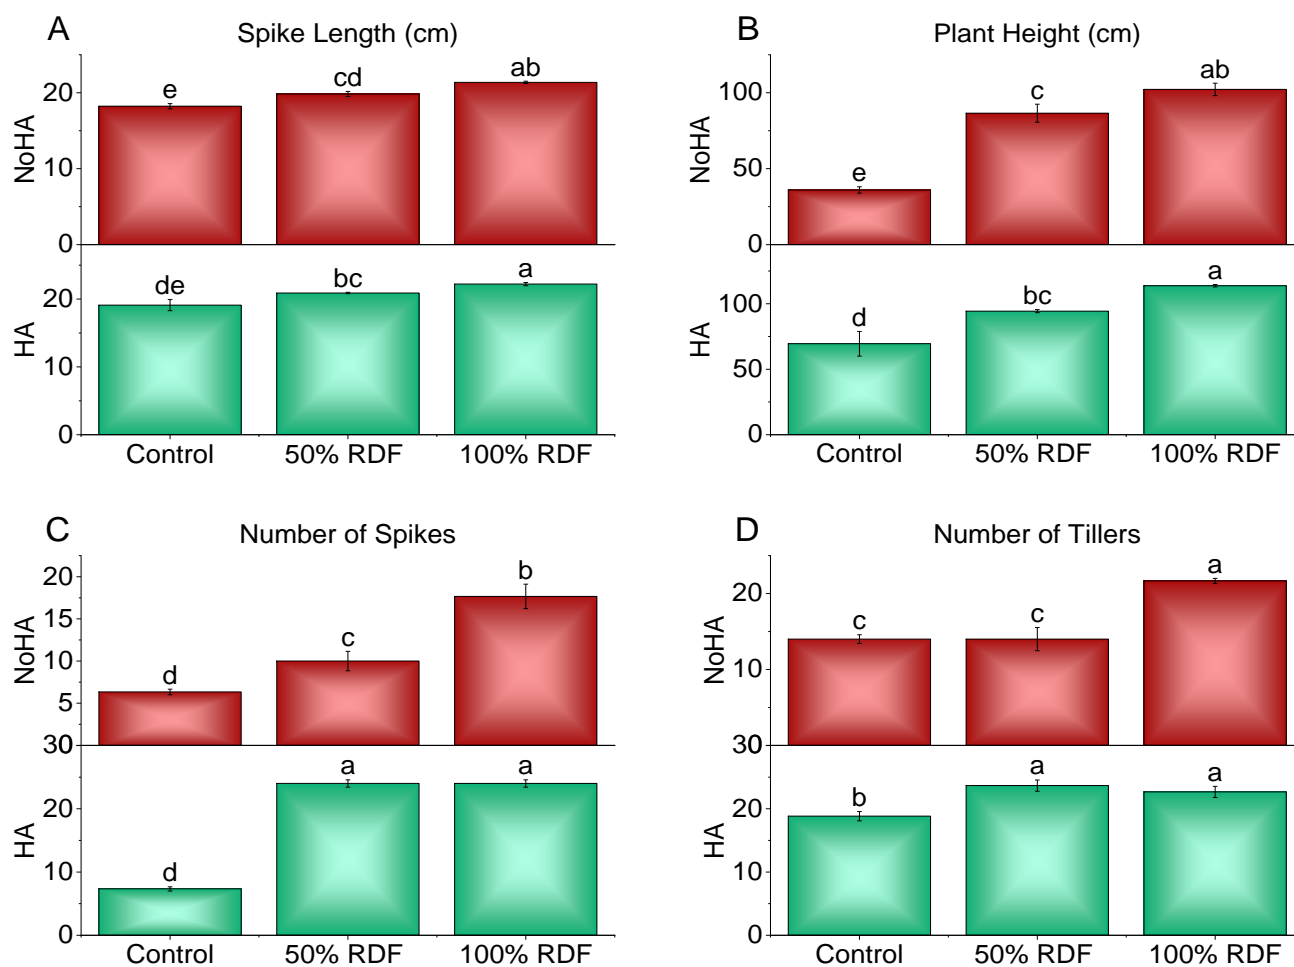 A
Spike Length (cm)
NoHA
20
10
0
e
cd
ab
HA
20
10
0
de
bc
a
Control
50% RDF
100% RDF
B
Plant Height (cm)
NoHA
100
50
0
e
c
ab
HA
100
50
0
d
bc
a
Control
50% RDF
100% RDF
C
Number of Spikes
NoHA
20
15
10
5
0
d
c
b
HA
30
20
10
0
d
a
a
Control
50% RDF
100% RDF
D
Number of Tillers
NoHA
20
10
0
c
c
a
HA
30
20
10
0
b
a
a
Control
50% RDF
100% RDF